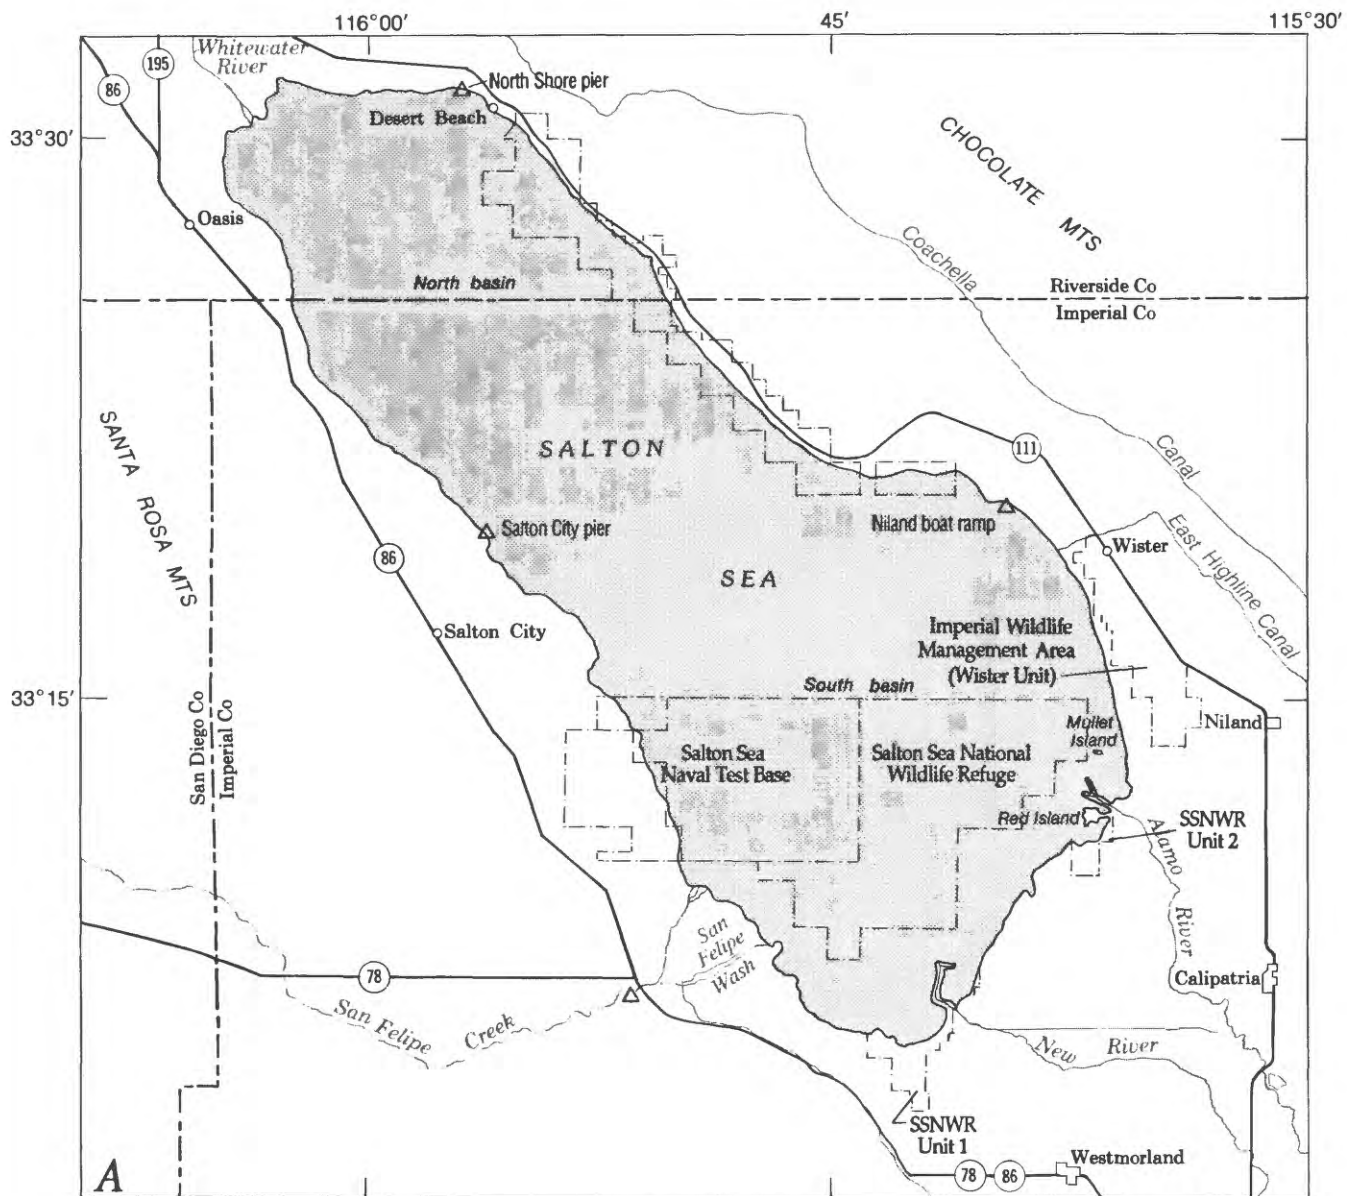 116°00'
45'
115°30'
Whitewater
River
195
86
North Shore pier
Desert Beach
33°30'
CHOCOLATE MTS
Oasis
Coachella
North basin
Riverside Co
Imperial Co
SANTA ROSA MTS
SALTON
111
Canal
Niland boat ramp
Salton City pier
East Highline Canal
Wister
86
SEA
Salton City
Imperial Wildlife
Management Area
(Wister Unit)
33°15'
South basin
San Diego Co
Imperial Co
Mullet
Island
Niland
Salton Sea
Naval Test Base
Salton Sea National
Wildlife Refuge
Red Island
SSNWR
Unit 2
Alamo
River
San
Felipe
Wash
78
Calipatria
San Felipe
Creek
New
River
SSNWR
Unit 1
Westmorland
78
86
A